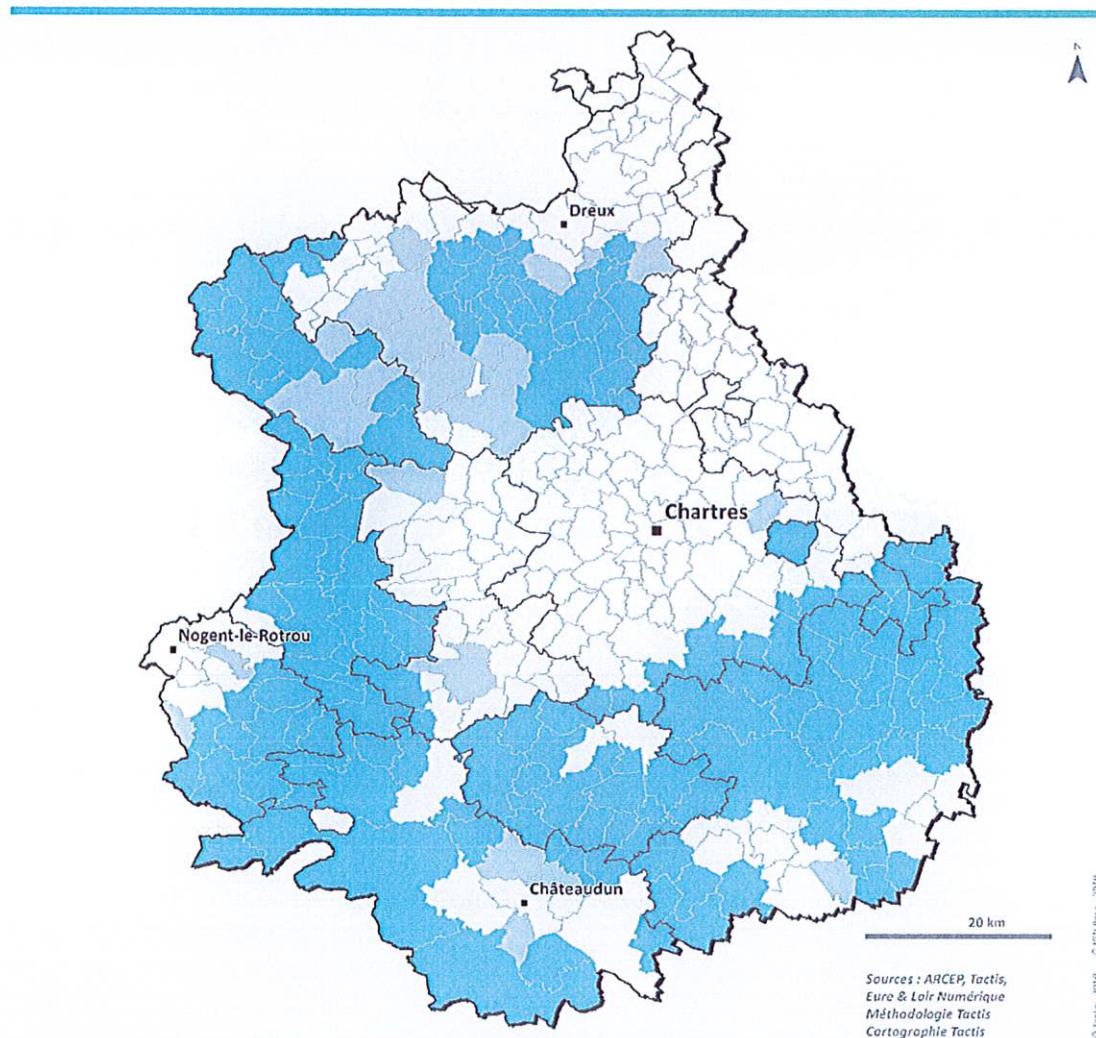 Dreux
Chartres
Nogent-le-Rotrou
Châteaudun
20 km
Sources : ARCEP, Tactis,
Eure & Loir Numérique
Méthodologie Tactis
Cartographie Tactis